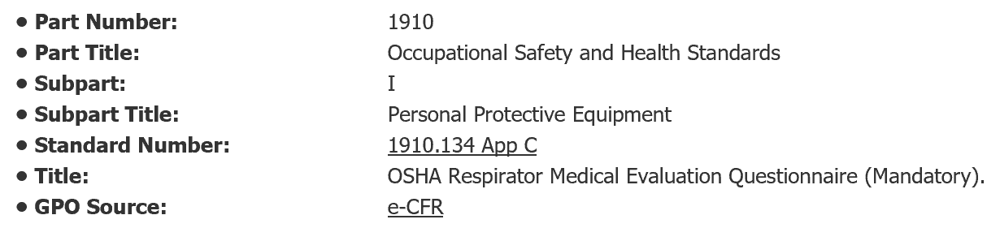 • Part Number: 1910
• Part Title: Occupational Safety and Health Standards
• Subpart: I
• Subpart Title: Personal Protective Equipment
• Standard Number: 1910.134 App C
• Title: OSHA Respirator Medical Evaluation Questionnaire (Mandatory).
• GPO Source: e-CFR